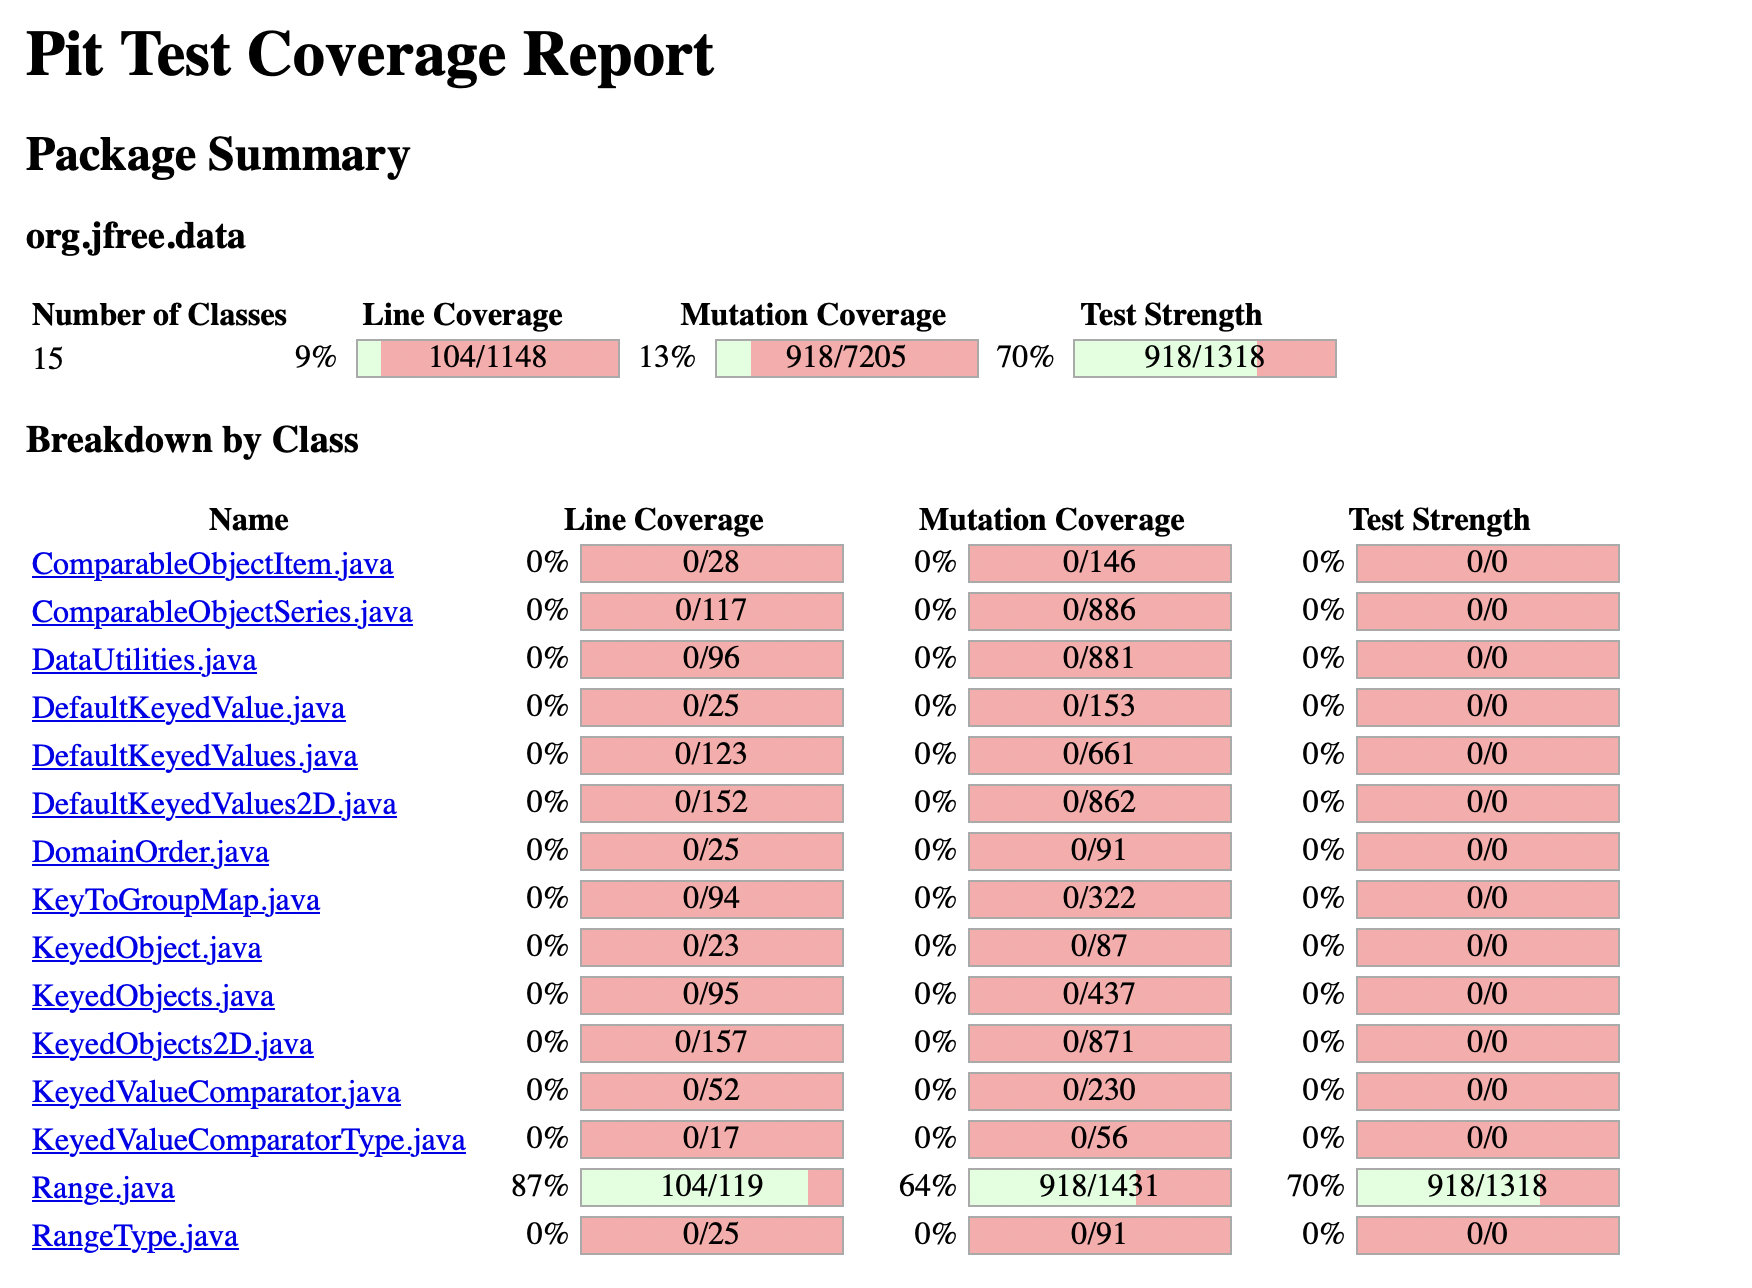 Pit Test Coverage Report
Package Summary
org.jfree.data
Number of Classes Line Coverage Mutation Coverage Test Strength
15 9% 104/1148 13% 918/7205 70% 918/1318
Breakdown by Class
Name Line Coverage Mutation Coverage Test Strength
ComparableObjectItem.java 0% 0/28 0% 0/146 0% 0/0
ComparableObjectSeries.java 0% 0/117 0% 0/886 0% 0/0
DataUtilities.java 0% 0/96 0% 0/881 0% 0/0
DefaultKeyedValue.java 0% 0/25 0% 0/153 0% 0/0
DefaultKeyedValues.java 0% 0/123 0% 0/661 0% 0/0
DefaultKeyedValues2D.java 0% 0/152 0% 0/862 0% 0/0
DomainOrder.java 0% 0/25 0% 0/91 0% 0/0
KeyToGroupMap.java 0% 0/94 0% 0/322 0% 0/0
KeyedObject.java 0% 0/23 0% 0/87 0% 0/0
KeyedObjects.java 0% 0/95 0% 0/437 0% 0/0
KeyedObjects2D.java 0% 0/157 0% 0/871 0% 0/0
KeyedValueComparator.java 0% 0/52 0% 0/230 0% 0/0
KeyedValueComparatorType.java 0% 0/17 0% 0/56 0% 0/0
Range.java 87% 104/119 64% 918/1431 70% 918/1318
RangeType.java 0% 0/25 0% 0/91 0% 0/0